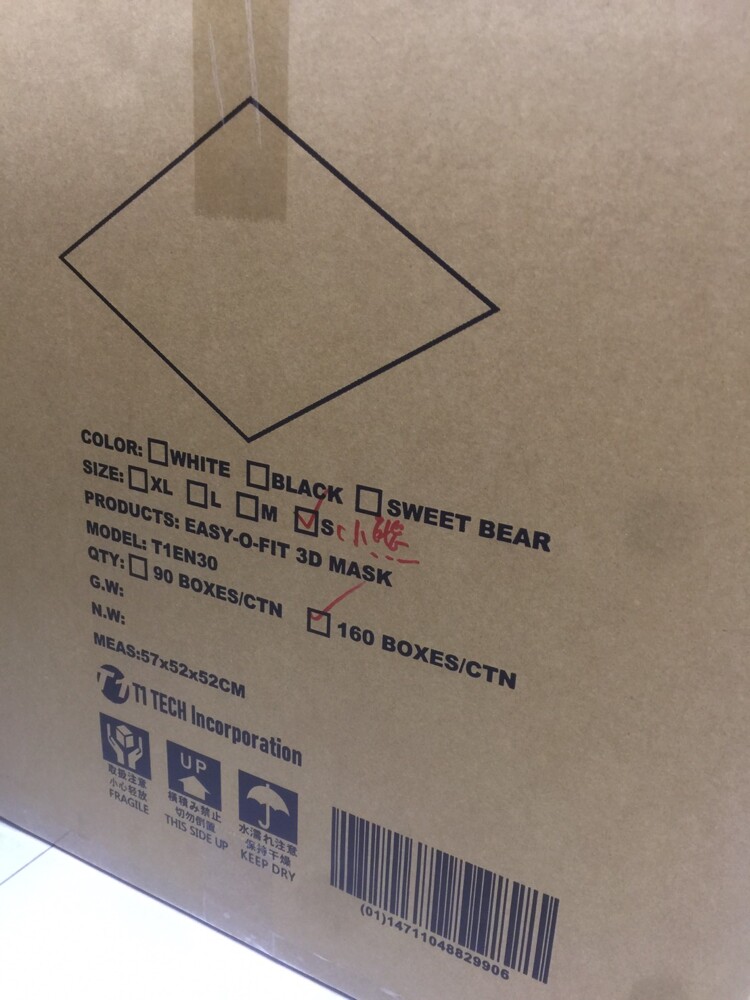 COLOR: □WHITE □BLACK □SWEET BEAR
SIZE: □XL □L □M ☑S
PRODUCTS: EASY-O-FIT 3D MASK
MODEL: T1EN30
QTY: □ 90 BOXES/CTN ☑ 160 BOXES/CTN
G.W:
N.W:
MEAS:57x52x52CM
T1 T1 TECH Incorporation
取扱注意
小心轻放
FRAGILE
UP
横積み禁止
切勿倒置
THIS SIDE UP
水濡れ注意
保持干燥
KEEP DRY
(01)14711048829906